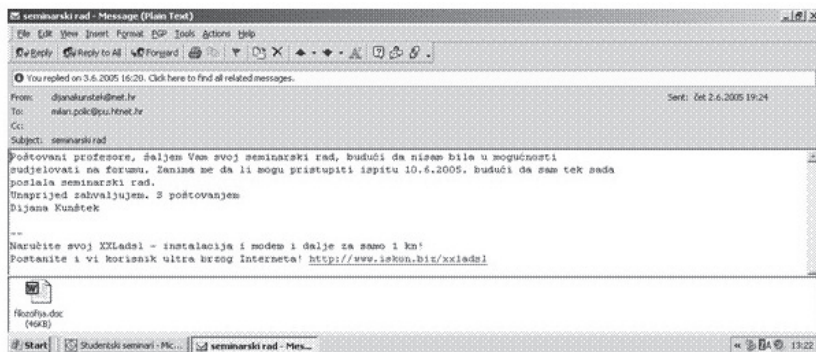 seminarski rad - Message (Plain Text)
File Edit View Insert Format PGP Tools Actions Help
Reply Reply to All Forward
You replied on 3.6.2005 16:20. Click here to find all related messages.
From: djanakunstek@net.hr Sent: čet 2.6.2005 19:24
To: milan.polic@pu.htnet.hr
Cc:
Subject: seminarski rad
Poštovani profesore, šaljem Vam svoj seminarski rad, budući da nisam bila u mogućnosti
sudjelovati na forumu. Zanima me da li mogu pristupiti ispitu 10.6.2005. budući da sam tek sada
poslala seminarski rad.
Unaprijed zahvaljujem. S poštovanjem
Dijana Kunštek
--
Naručite svoj XXLadsl - instalacija i modem i dalje za samo 1 kn!
Postanite i vi korisnik ultra brzog Interneta! http://www.iskon.biz/xxladsl
filozofija.doc
(46KB)
Start Studentski seminari - Mic... seminarski rad - Mes... 13:22